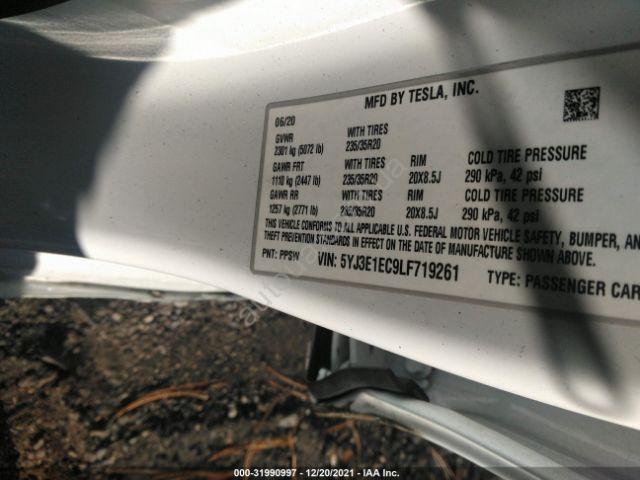 MFD BY TESLA, INC.
06/20
GVWR WITH TIRES
2301 kg (5072 lb) 235/35R20
GAWR FRT WITH TIRES RIM COLD TIRE PRESSURE
1110 kg (2447 lb) 235/35R20 20X8.5J 290 kPa, 42 psi
GAWR RR WITH TIRES RIM COLD TIRE PRESSURE
1257 kg (2771 lb) 235/35R20 20X8.5J 290 kPa, 42 psi
THIS VEHICLE CONFORMS TO ALL APPLICABLE U.S. FEDERAL MOTOR VEHICLE SAFETY, BUMPER, AND
THEFT PREVENTION STANDARDS IN EFFECT ON THE DATE OF MANUFACTURE SHOWN ABOVE.
PNT: PPSW VIN: 5YJ3E1EC9LF719261 TYPE: PASSENGER CAR
000-31990997 - 12/20/2021 - IAA Inc.